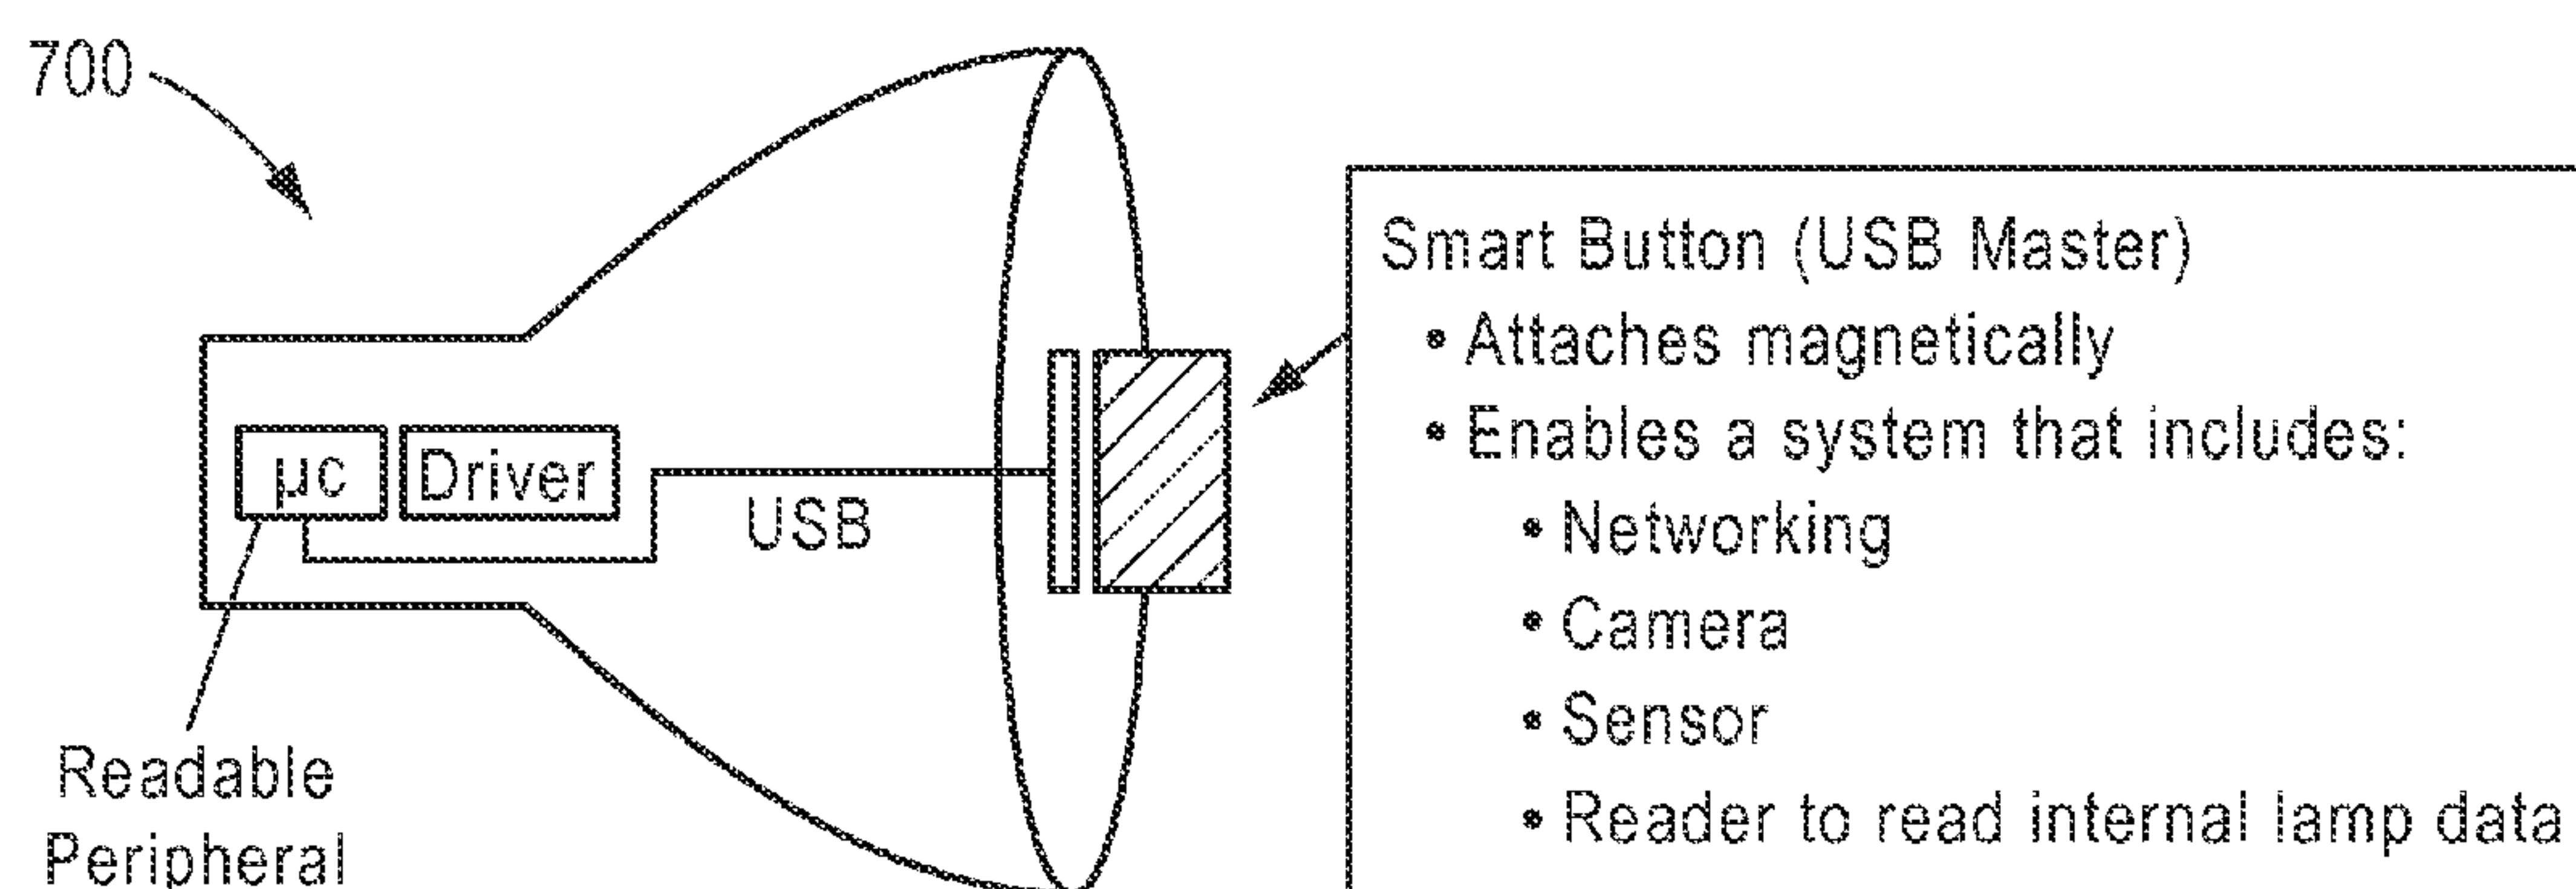 700
Smart Button (USB Master)
• Attaches magnetically
• Enables a system that includes:
• Networking
• Camera
• Sensor
• Reader to read internal lamp data
µc
Driver
USB
Readable
Peripheral